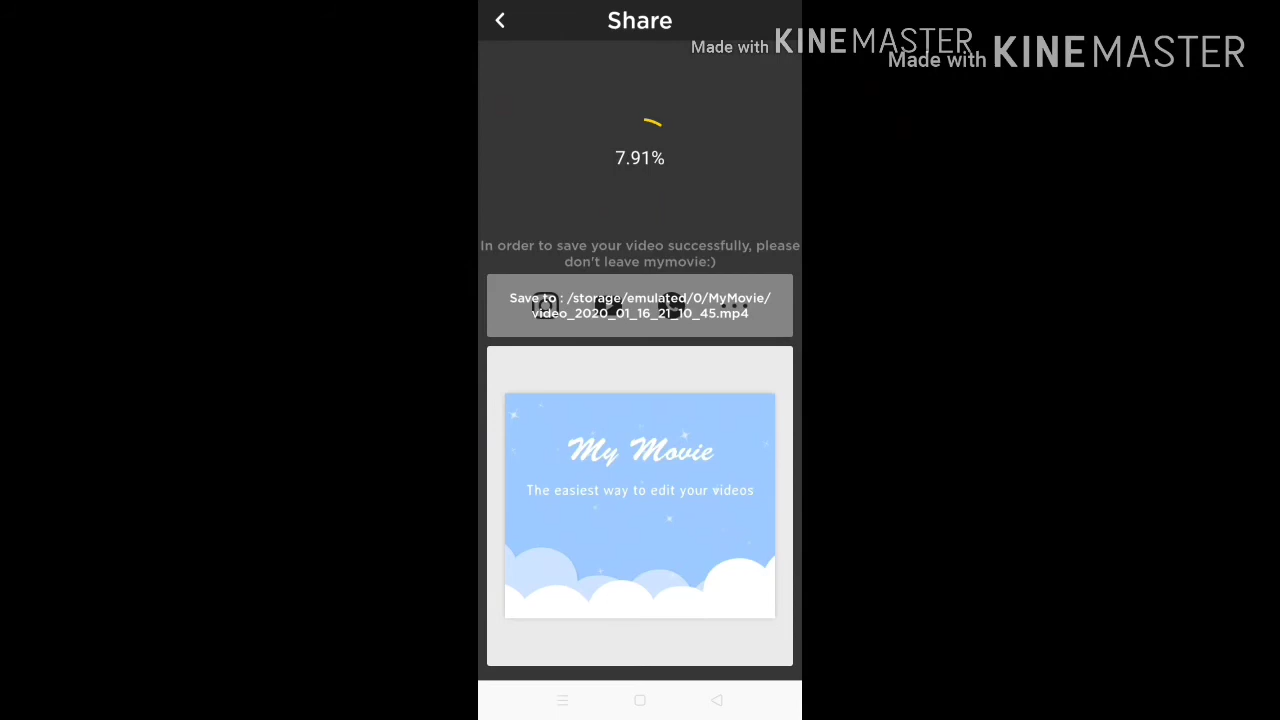 Share
Made with KINEMASTER
Made with KINEMASTER
7.91%
In order to save your video successfully, please
don't leave mymovie:)
Save to : /storage/emulated/0/MyMovie/
video_2020_01_16_21_10_45.mp4
My Movie
The easiest way to edit your videos